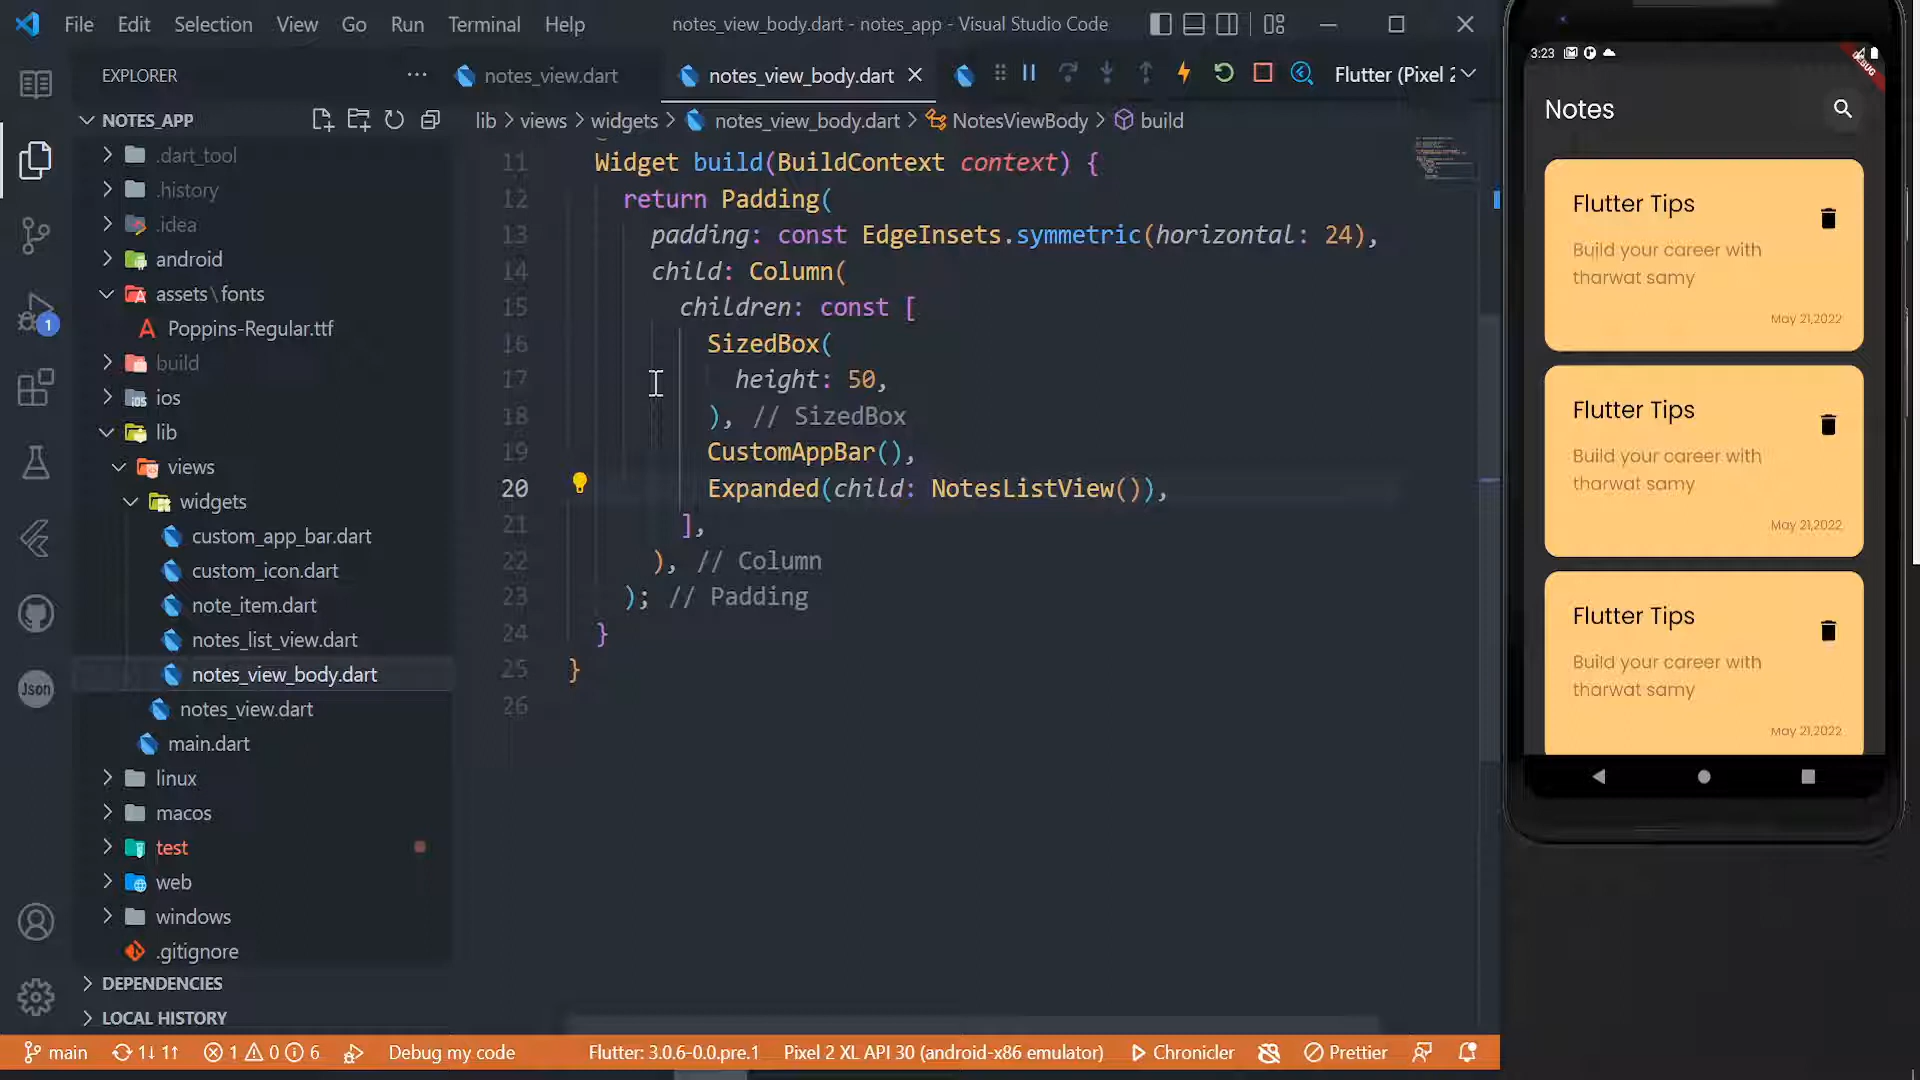 File Edit Selection View Go Run Terminal Help
notes_view_body.dart - notes_app - Visual Studio Code
EXPLORER
notes_view.dart
notes_view_body.dart
Flutter (Pixel 2
NOTES_APP
lib > views > widgets > notes_view_body.dart > NotesViewBody > build
.dart_tool
.history
.idea
android
assets\fonts
Poppins-Regular.ttf
build
ios
lib
views
widgets
custom_app_bar.dart
custom_icon.dart
note_item.dart
notes_list_view.dart
notes_view_body.dart
notes_view.dart
main.dart
linux
macos
test
web
windows
.gitignore
DEPENDENCIES
LOCAL HISTORY
1
Json
11 Widget build(BuildContext context) {
12 return Padding(
13 padding: const EdgeInsets.symmetric(horizontal: 24),
14 child: Column(
15 children: const [
16 SizedBox(
17 height: 50,
18 ), // SizedBox
19 CustomAppBar(),
20 Expanded(child: NotesListView()),
21 ],
22 ), // Column
23 ); // Padding
24 }
25 }
26
main 1↓ 1↑ 1 0 6 Debug my code Flutter: 3.0.6-0.0.pre.1 Pixel 2 XL API 30 (android-x86 emulator) Chronicler Prettier
3:23
DEBUG
Notes
Flutter Tips
Build your career with
tharwat samy
May 21,2022
Flutter Tips
Build your career with
tharwat samy
May 21,2022
Flutter Tips
Build your career with
tharwat samy
May 21,2022